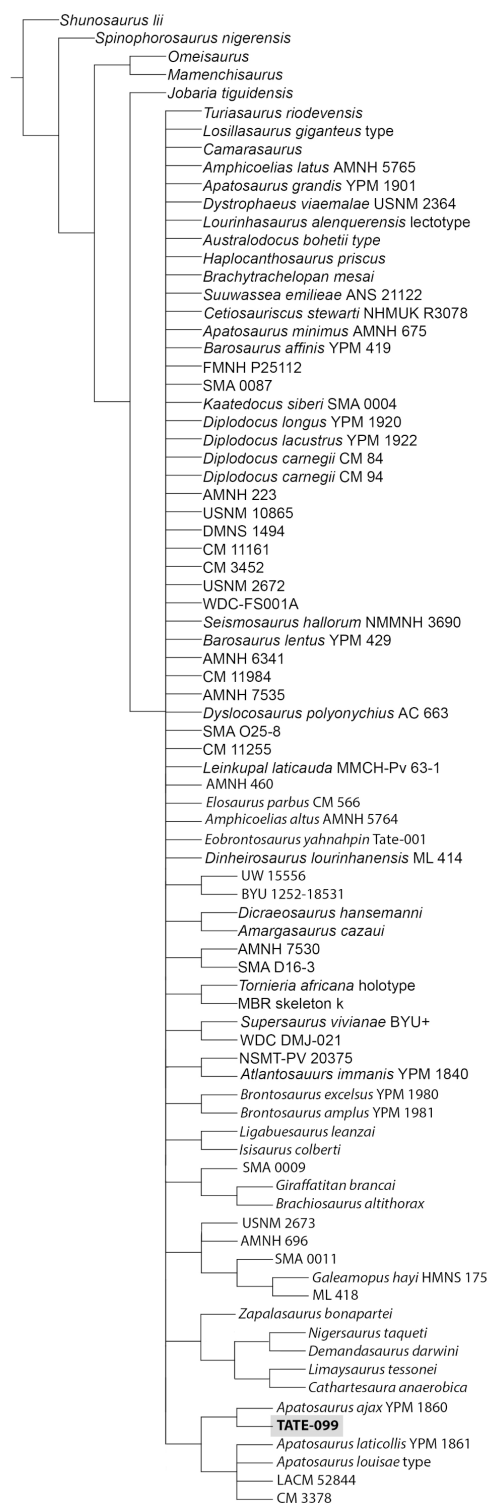 Shunosaurus lii
Spinophorosaurus nigerensis
Omeisaurus
Mamenchisaurus
Jobaria tiguidensis
Turiasaurus riodevensis
Losillasaurus giganteus type
Camarasaurus
Amphicoelias latus AMNH 5765
Apatosaurus grandis YPM 1901
Dystrophaeus viaemalae USNM 2364
Lourinhasaurus alenquerensis lectotype
Australodocus bohetii type
Haplocanthosaurus priscus
Brachytrachelopan mesai
Suuwassea emilieae ANS 21122
Cetiosauriscus stewarti NHMUK R3078
Apatosaurus minimus AMNH 675
Barosaurus affinis YPM 419
FMNH P25112
SMA 0087
Kaatedocus siberi SMA 0004
Diplodocus longus YPM 1920
Diplodocus lacustrus YPM 1922
Diplodocus carnegii CM 84
Diplodocus carnegii CM 94
AMNH 223
USNM 10865
DMNS 1494
CM 11161
CM 3452
USNM 2672
WDC-FS001A
Seismosaurus hallorum NMMNH 3690
Barosaurus lentus YPM 429
AMNH 6341
CM 11984
AMNH 7535
Dyslocosaurus polyonychius AC 663
SMA O25-8
CM 11255
Leinkupal laticauda MMCH-Pv 63-1
AMNH 460
Elosaurus parbus CM 566
Amphicoelias altus AMNH 5764
Eobrontosaurus yahnahpin Tate-001
Dinheirosaurus lourinhanensis ML 414
UW 15556
BYU 1252-18531
Dicraeosaurus hansemanni
Amargasaurus cazaui
AMNH 7530
SMA D16-3
Tornieria africana holotype
MBR skeleton k
Supersaurus vivianae BYU+
WDC DMJ-021
NSMT-PV 20375
Atlantosauurs immanis YPM 1840
Brontosaurus excelsus YPM 1980
Brontosaurus amplus YPM 1981
Ligabuesaurus leanzai
Isisaurus colberti
SMA 0009
Giraffatitan brancai
Brachiosaurus altithorax
USNM 2673
AMNH 696
SMA 0011
Galeamopus hayi HMNS 175
ML 418
Zapalasaurus bonapartei
Nigersaurus taqueti
Demandasaurus darwini
Limaysaurus tessonei
Cathartesaura anaerobica
Apatosaurus ajax YPM 1860
TATE-099
Apatosaurus laticollis YPM 1861
Apatosaurus louisae type
LACM 52844
CM 3378